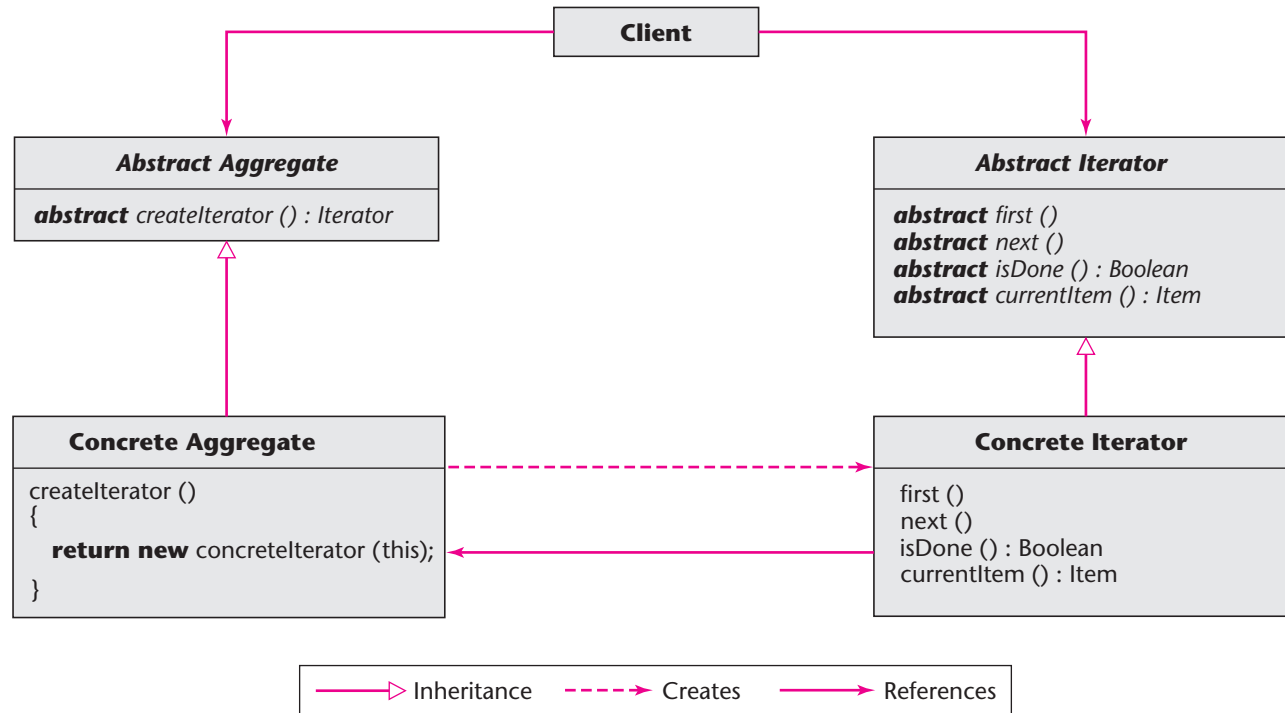 Client
Abstract Aggregate
abstract createIterator () : Iterator
Abstract Iterator
abstract first ()
abstract next ()
abstract isDone () : Boolean
abstract currentItem () : Item
Concrete Aggregate
createIterator ()
{
return new concreteIterator (this);
}
Concrete Iterator
first ()
next ()
isDone () : Boolean
currentItem () : Item
Inheritance
Creates
References